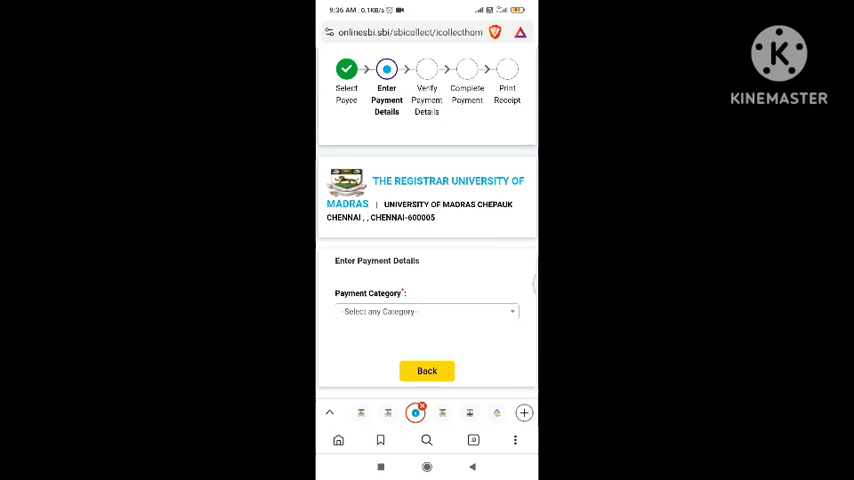 9:36 AM | 0.1KB/s
onlinesbi.sbi/sbicollect/icollecthom
Select Payee
Enter Payment Details
Verify Payment Details
Complete Payment
Print Receipt
THE REGISTRAR UNIVERSITY OF
MADRAS | UNIVERSITY OF MADRAS CHEPAUK
CHENNAI , , CHENNAI-600005
Enter Payment Details
Payment Category*:
--Select any Category--
Back
KINEMASTER